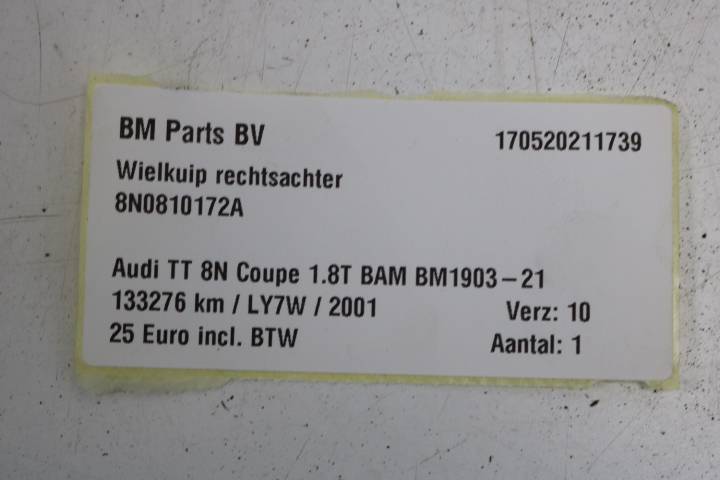 BM Parts BV 170520211739
Wielkuip rechtsachter
8N0810172A
Audi TT 8N Coupe 1.8T BAM BM1903-21
133276 km / LY7W / 2001 Verz: 10
25 Euro incl. BTW Aantal: 1